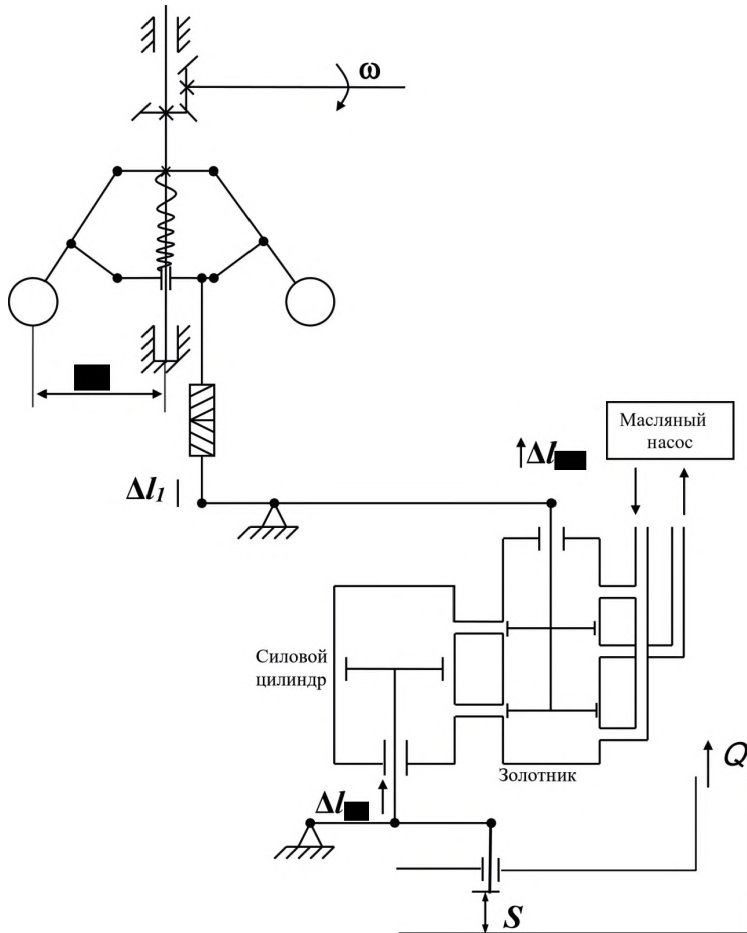 ω
Масляный
насос
Δl
Δl₁
Силовой
цилиндр
Золотник
Q
Δl
S